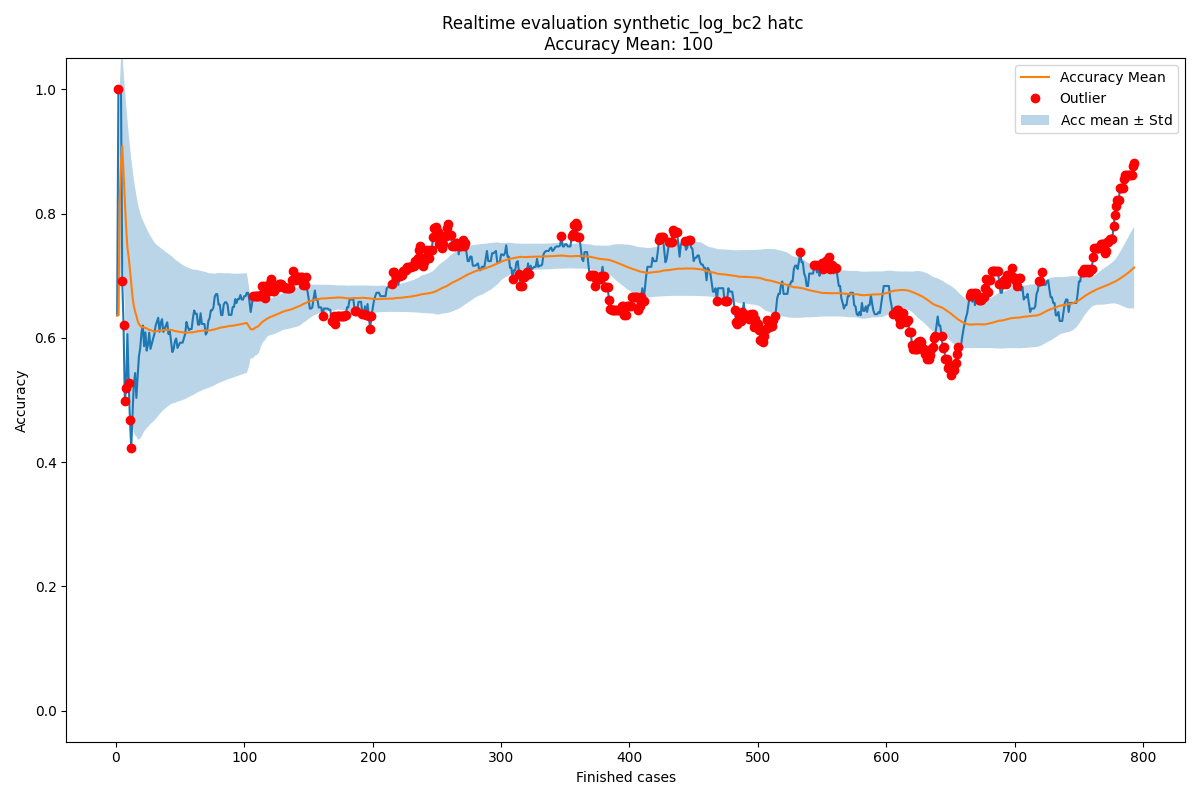 Realtime evaluation synthetic_log_bc2 hatc
Accuracy Mean: 100
Accuracy Mean
Outlier
Acc mean ± Std
1.0
0.8
0.6
0.4
0.2
0.0
Accuracy
0 100 200 300 400 500 600 700 800
Finished cases